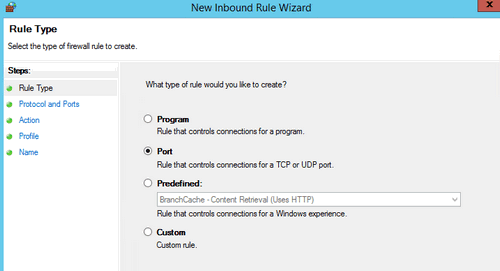 New Inbound Rule Wizard
x
Rule Type
Select the type of firewall rule to create.
Steps:
Rule Type
Protocol and Ports
Action
Profile
Name
What type of rule would you like to create?
Program
Rule that controls connections for a program.
Port
Rule that controls connections for a TCP or UDP port.
Predefined:
BranchCache - Content Retrieval (Uses HTTP)
Rule that controls connections for a Windows experience.
Custom
Custom rule.